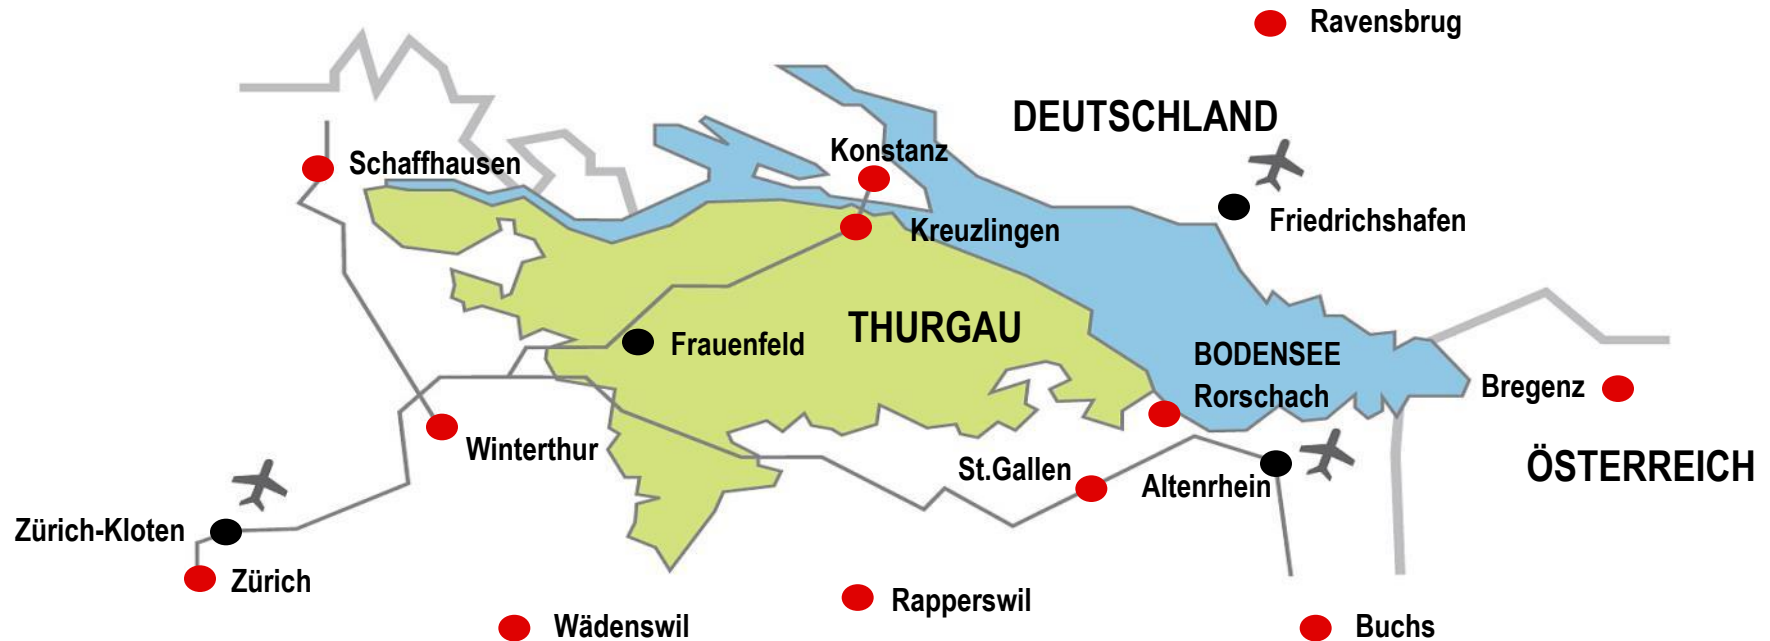 Ravensbrug
DEUTSCHLAND
Konstanz
Schaffhausen
Friedrichshafen
Kreuzlingen
THURGAU
Frauenfeld
BODENSEE
Rorschach
Bregenz
Winterthur
ÖSTERREICH
St.Gallen
Altenrhein
Zürich-Kloten
Zürich
Rapperswil
Wädenswil
Buchs